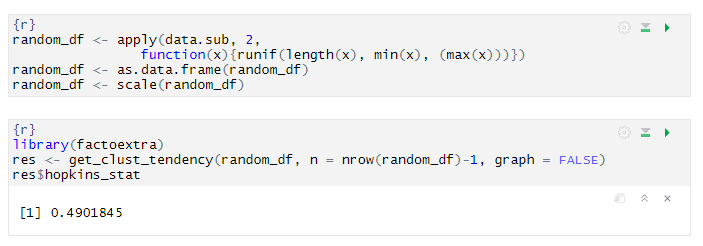 {r}
random_df <- apply(data.sub, 2,
                function(x){runif(length(x), min(x), (max(x)))})
random_df <- as.data.frame(random_df)
random_df <- scale(random_df)
{r}
library(factoextra)
res <- get_clust_tendency(random_df, n = nrow(random_df)-1, graph = FALSE)
res$hopkins_stat
[1] 0.4901845